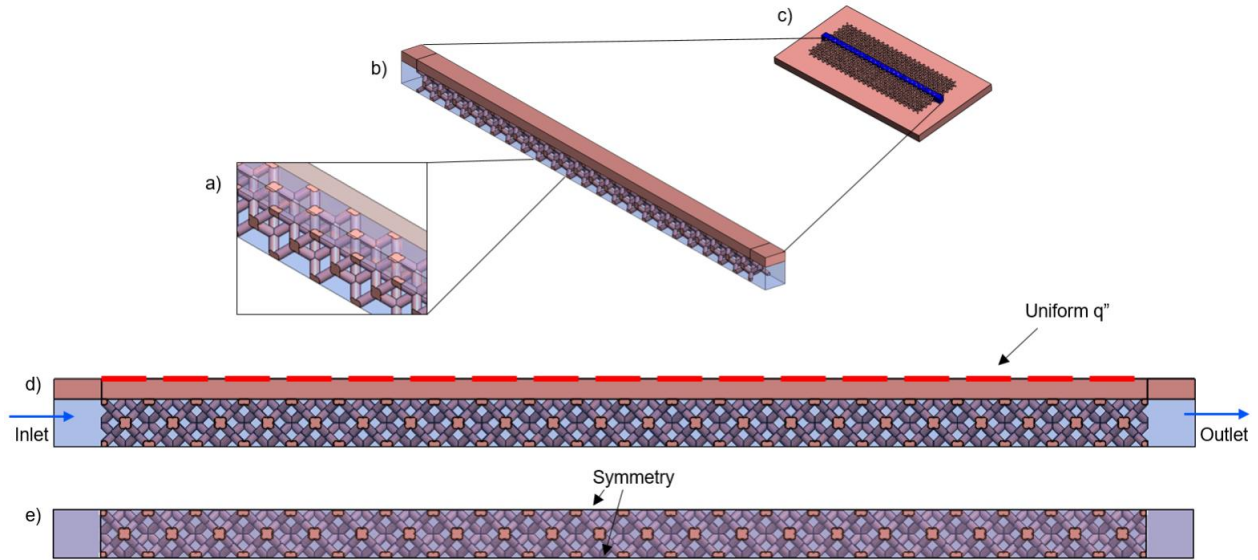 c)
b)
a)
Uniform q”
d)
Inlet
Outlet
Symmetry
e)